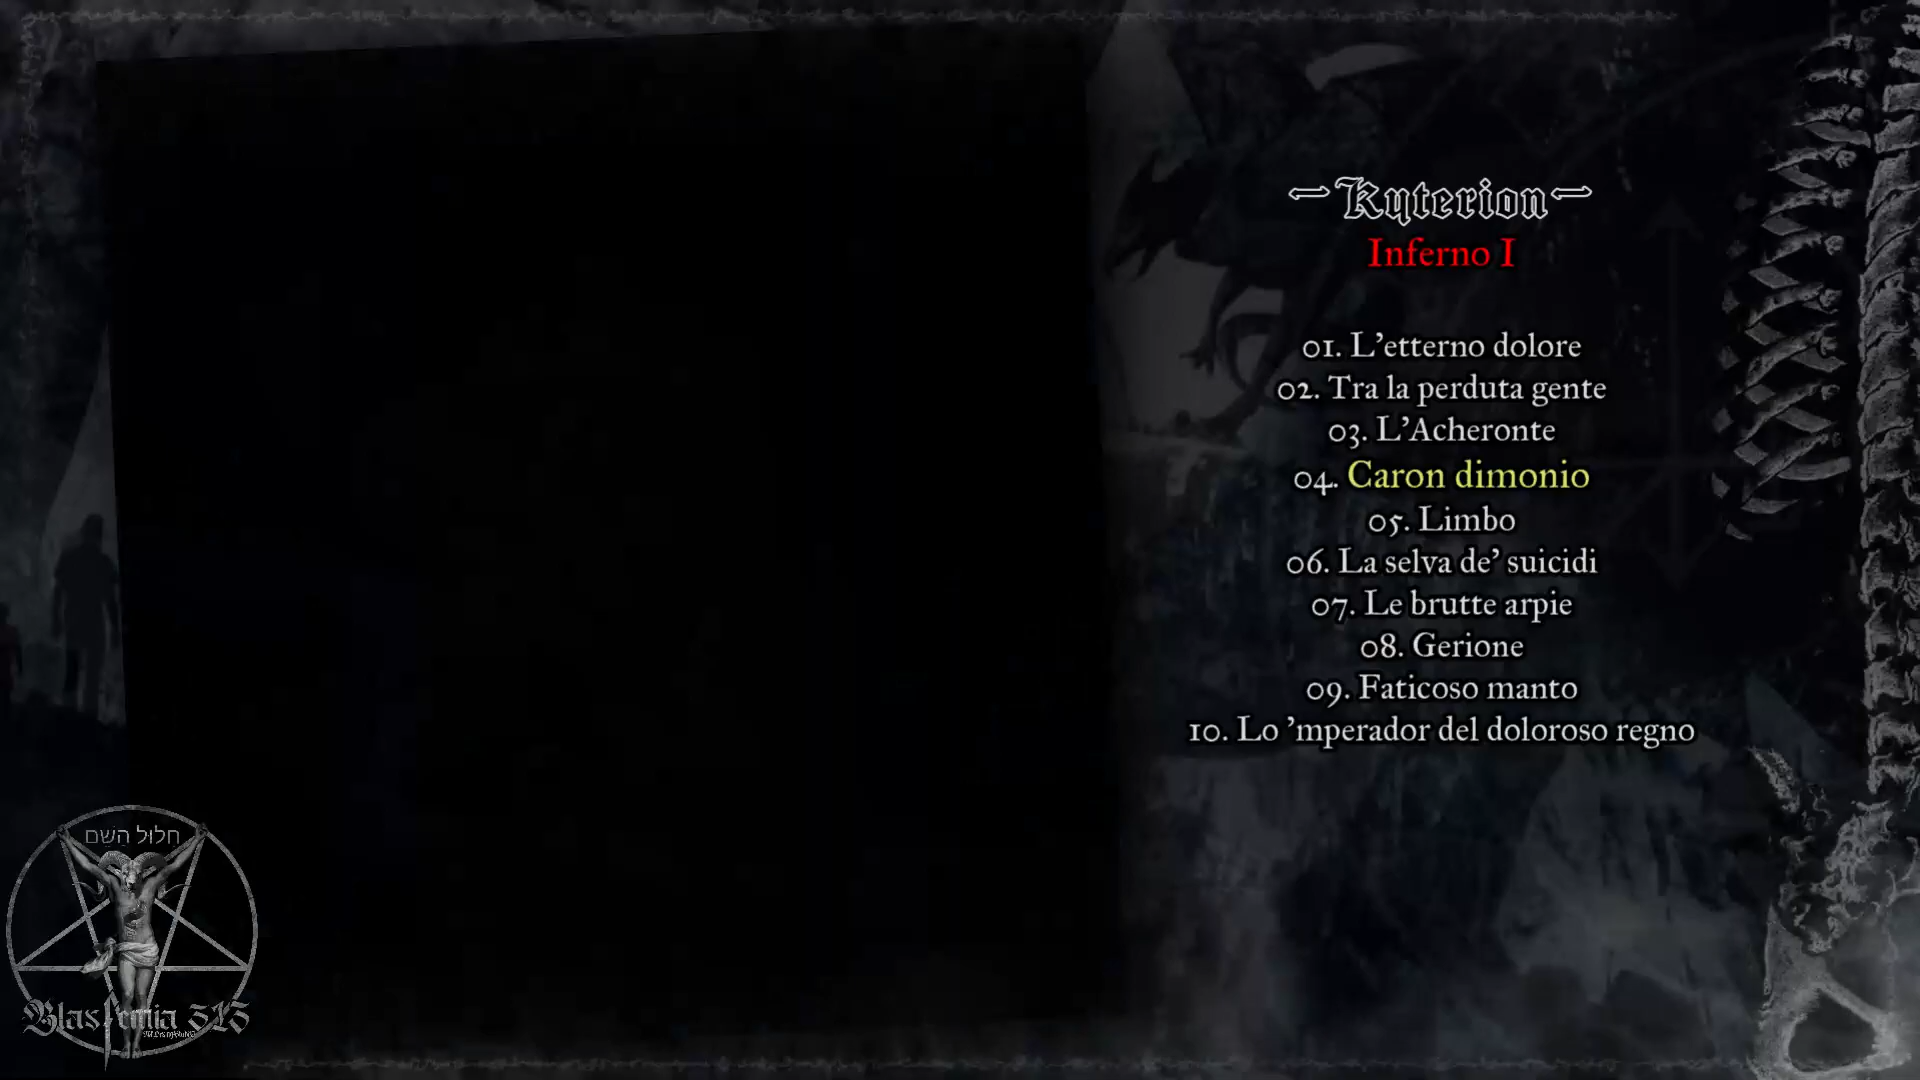 Kyterion
Inferno I
01. L'etterno dolore
02. Tra la perduta gente
03. L'Acheronte
04. Caron dimonio
05. Limbo
06. La selva de' suicidi
07. Le brutte arpie
08. Gerione
09. Faticoso manto
10. Lo 'mperador del doloroso regno
חלול השם
Blasfemia